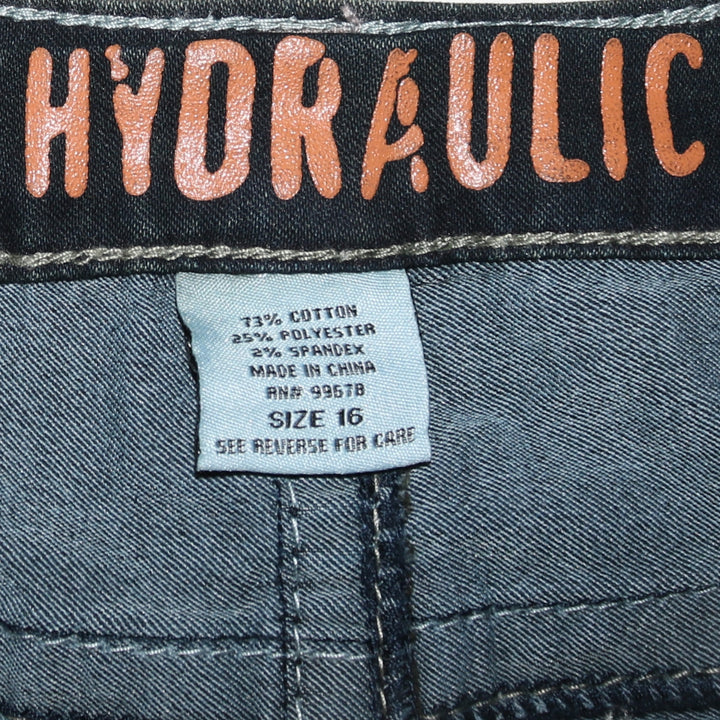 HYDRAULIC
73% COTTON
25% POLYESTER
2% SPANDEX
MADE IN CHINA
RN# 99678
SIZE 16
SEE REVERSE FOR CARE